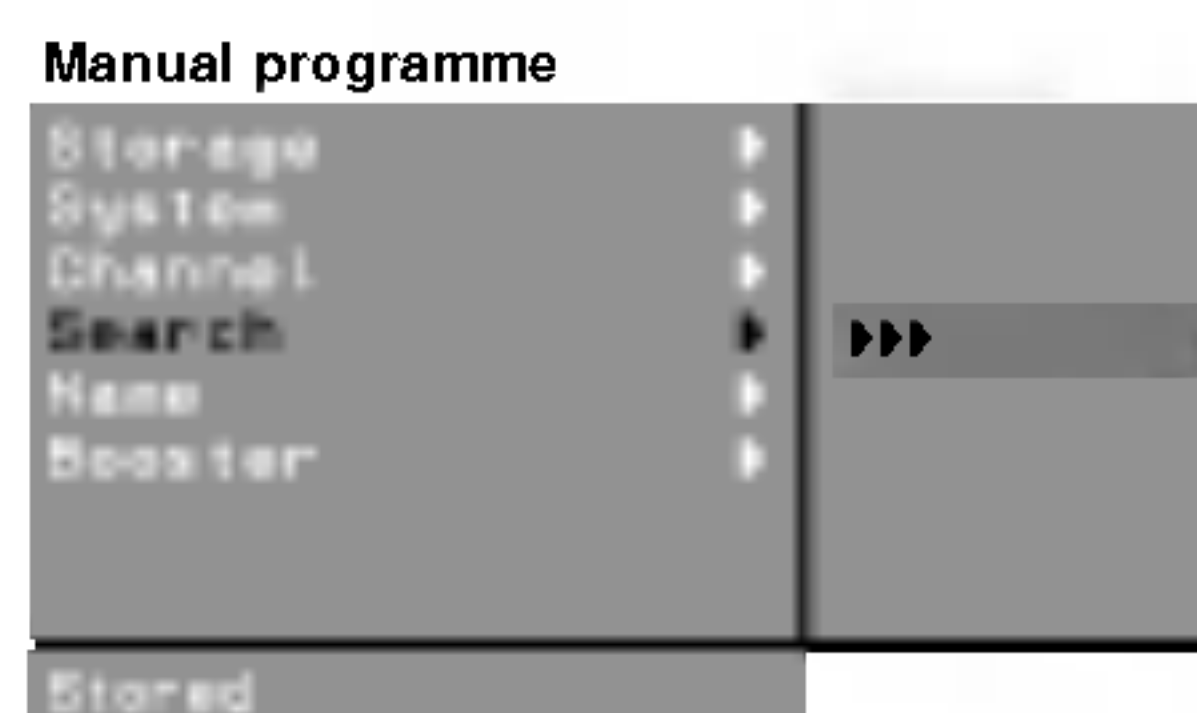 Manual programme
Storage
System
Channel
Search
Name
Booster
Stored